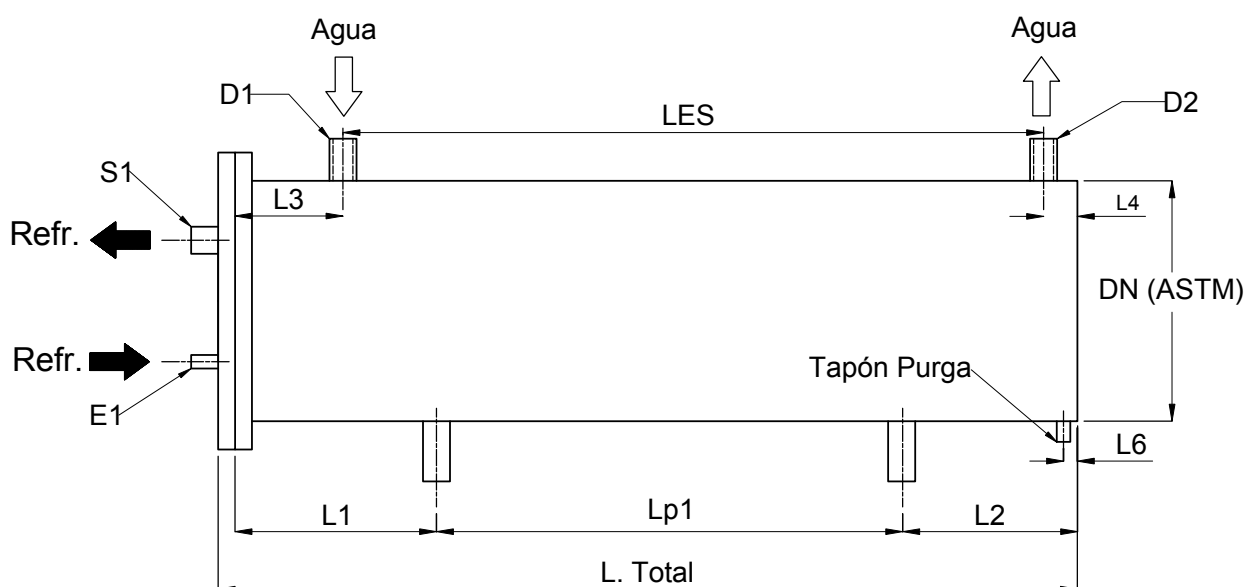 Agua
Agua
D1
LES
D2
S1
L3
L4
Refr.
DN (ASTM)
Refr.
Tapón Purga
E1
L6
L1
Lp1
L2
L. Total